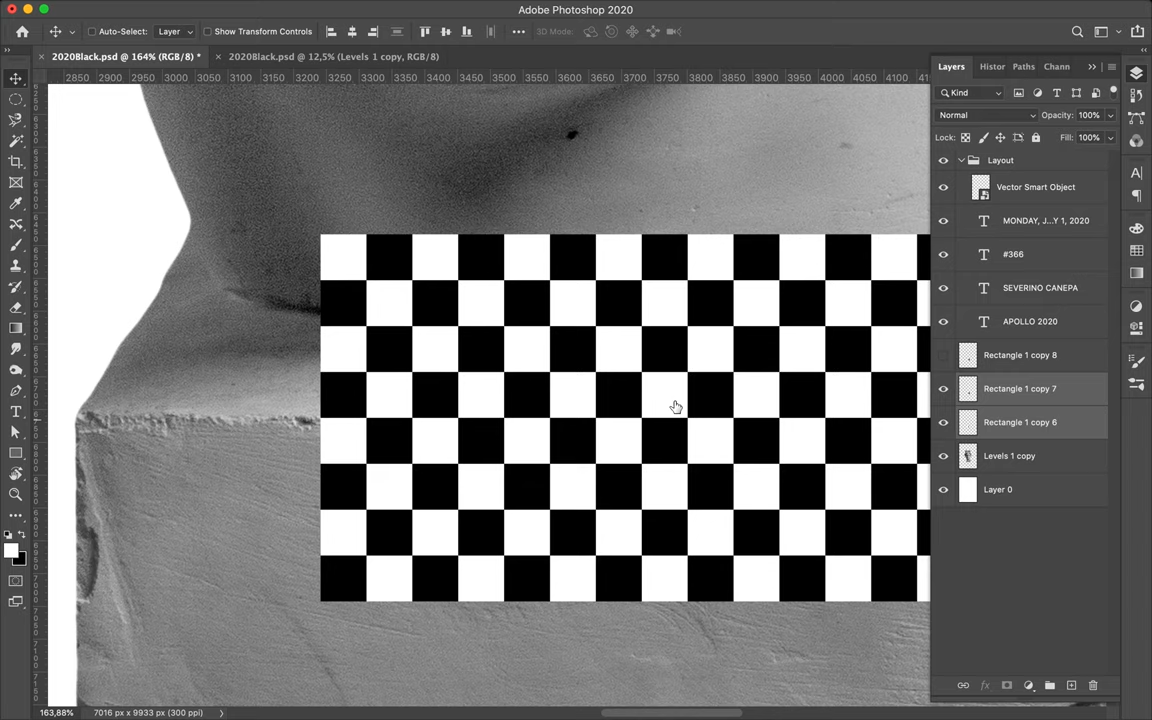 Adobe Photoshop 2020
Auto-Select: Layer Show Transform Controls 3D Mode:
2020Black.psd @ 164% (RGB/8) * 2020Black.psd @ 12,5% (Levels 1 copy, RGB/8)
2850 2900 2950 3000 3050 3100 3150 3200 3250 3300 3350 3400 3450 3500 3550 3600 3650 3700 3750 3800 3850 3900 3950 4000 4050 4100
Layers Histor Paths Chann
Kind
Normal Opacity: 100%
Lock: Fill: 100%
Layout
Vector Smart Object
MONDAY, J...Y 1, 2020
#366
SEVERINO CANEPA
APOLLO 2020
Rectangle 1 copy 8
Rectangle 1 copy 7
Rectangle 1 copy 6
Levels 1 copy
Layer 0
163,88% 7016 px x 9933 px (300 ppi)